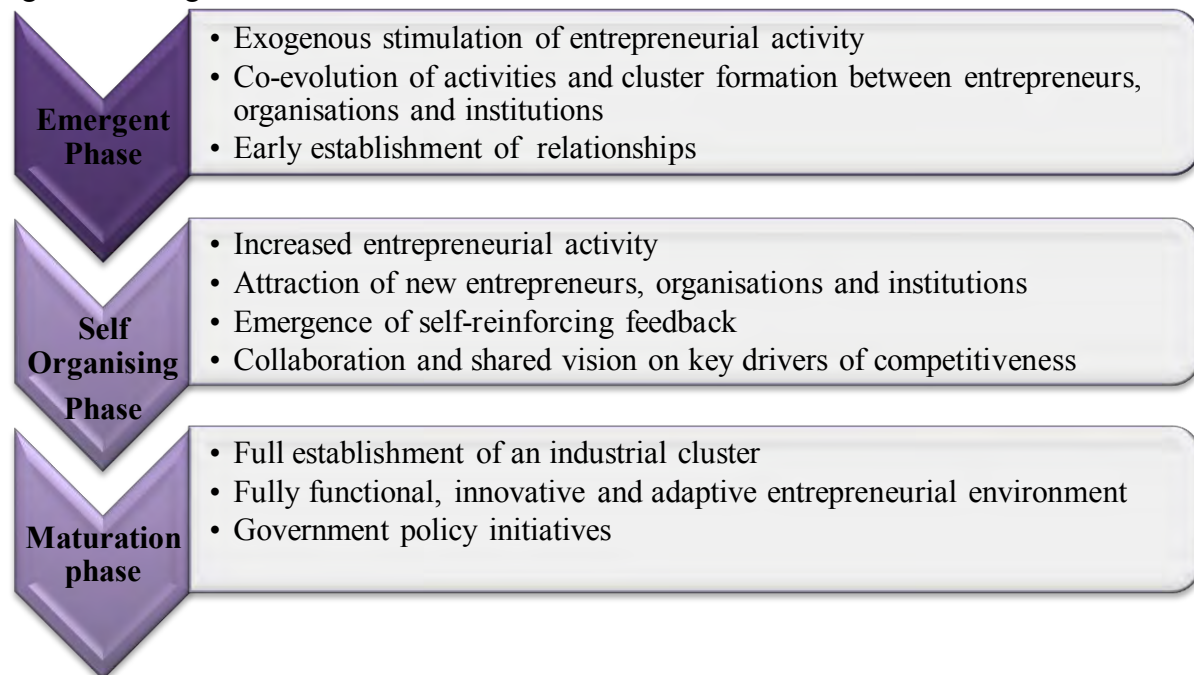 Emergent
Phase
• Exogenous stimulation of entrepreneurial activity
• Co-evolution of activities and cluster formation between entrepreneurs,
organisations and institutions
• Early establishment of relationships
Self
Organising
Phase
• Increased entrepreneurial activity
• Attraction of new entrepreneurs, organisations and institutions
• Emergence of self-reinforcing feedback
• Collaboration and shared vision on key drivers of competitiveness
Maturation
phase
• Full establishment of an industrial cluster
• Fully functional, innovative and adaptive entrepreneurial environment
• Government policy initiatives